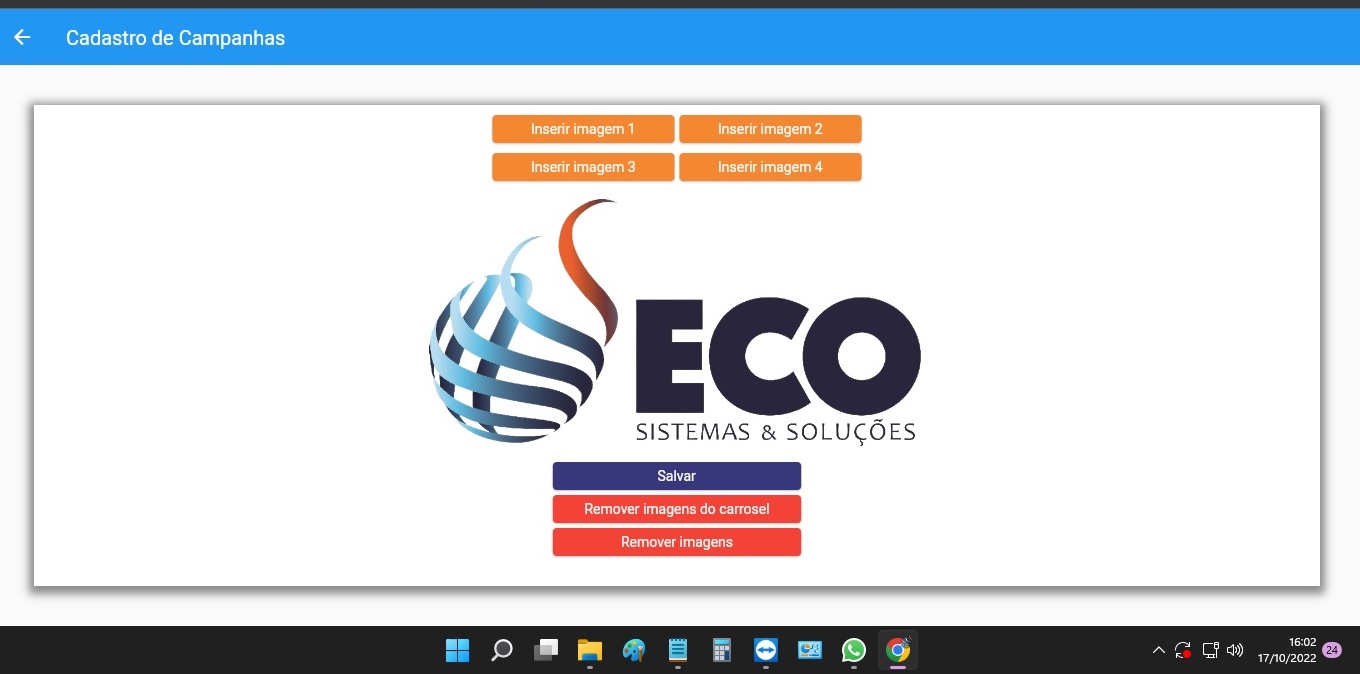 Cadastro de Campanhas
Inserir imagem 1
Inserir imagem 2
Inserir imagem 3
Inserir imagem 4
ECO
SISTEMAS & SOLUÇÕES
Salvar
Remover imagens do carrosel
Remover imagens
16:02
17/10/2022
24